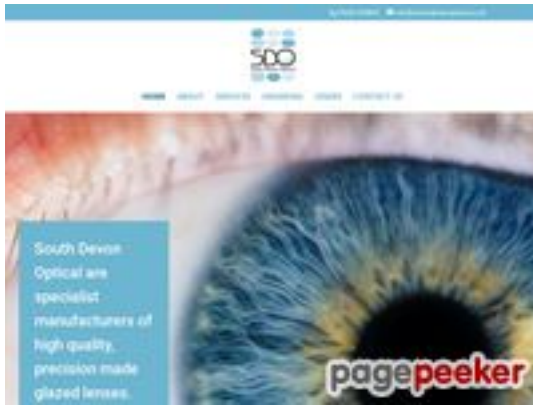 SDO
HOME ABOUT SERVICES ORDERING CONTACT US
South Devon
Optical are
specialist
manufacturers of
high quality,
precision made
glazed lenses.
pagepeeker